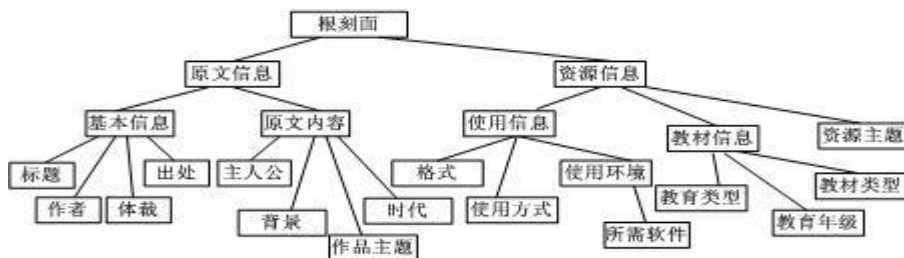 根刻面
原文信息
资源信息
基本信息
原文内容
使用信息
教材信息
资源主题
标题
作者
体裁
出处
主人公
背景
作品主题
时代
格式
使用方式
使用环境
所需软件
教育类型
教育年级
教材类型